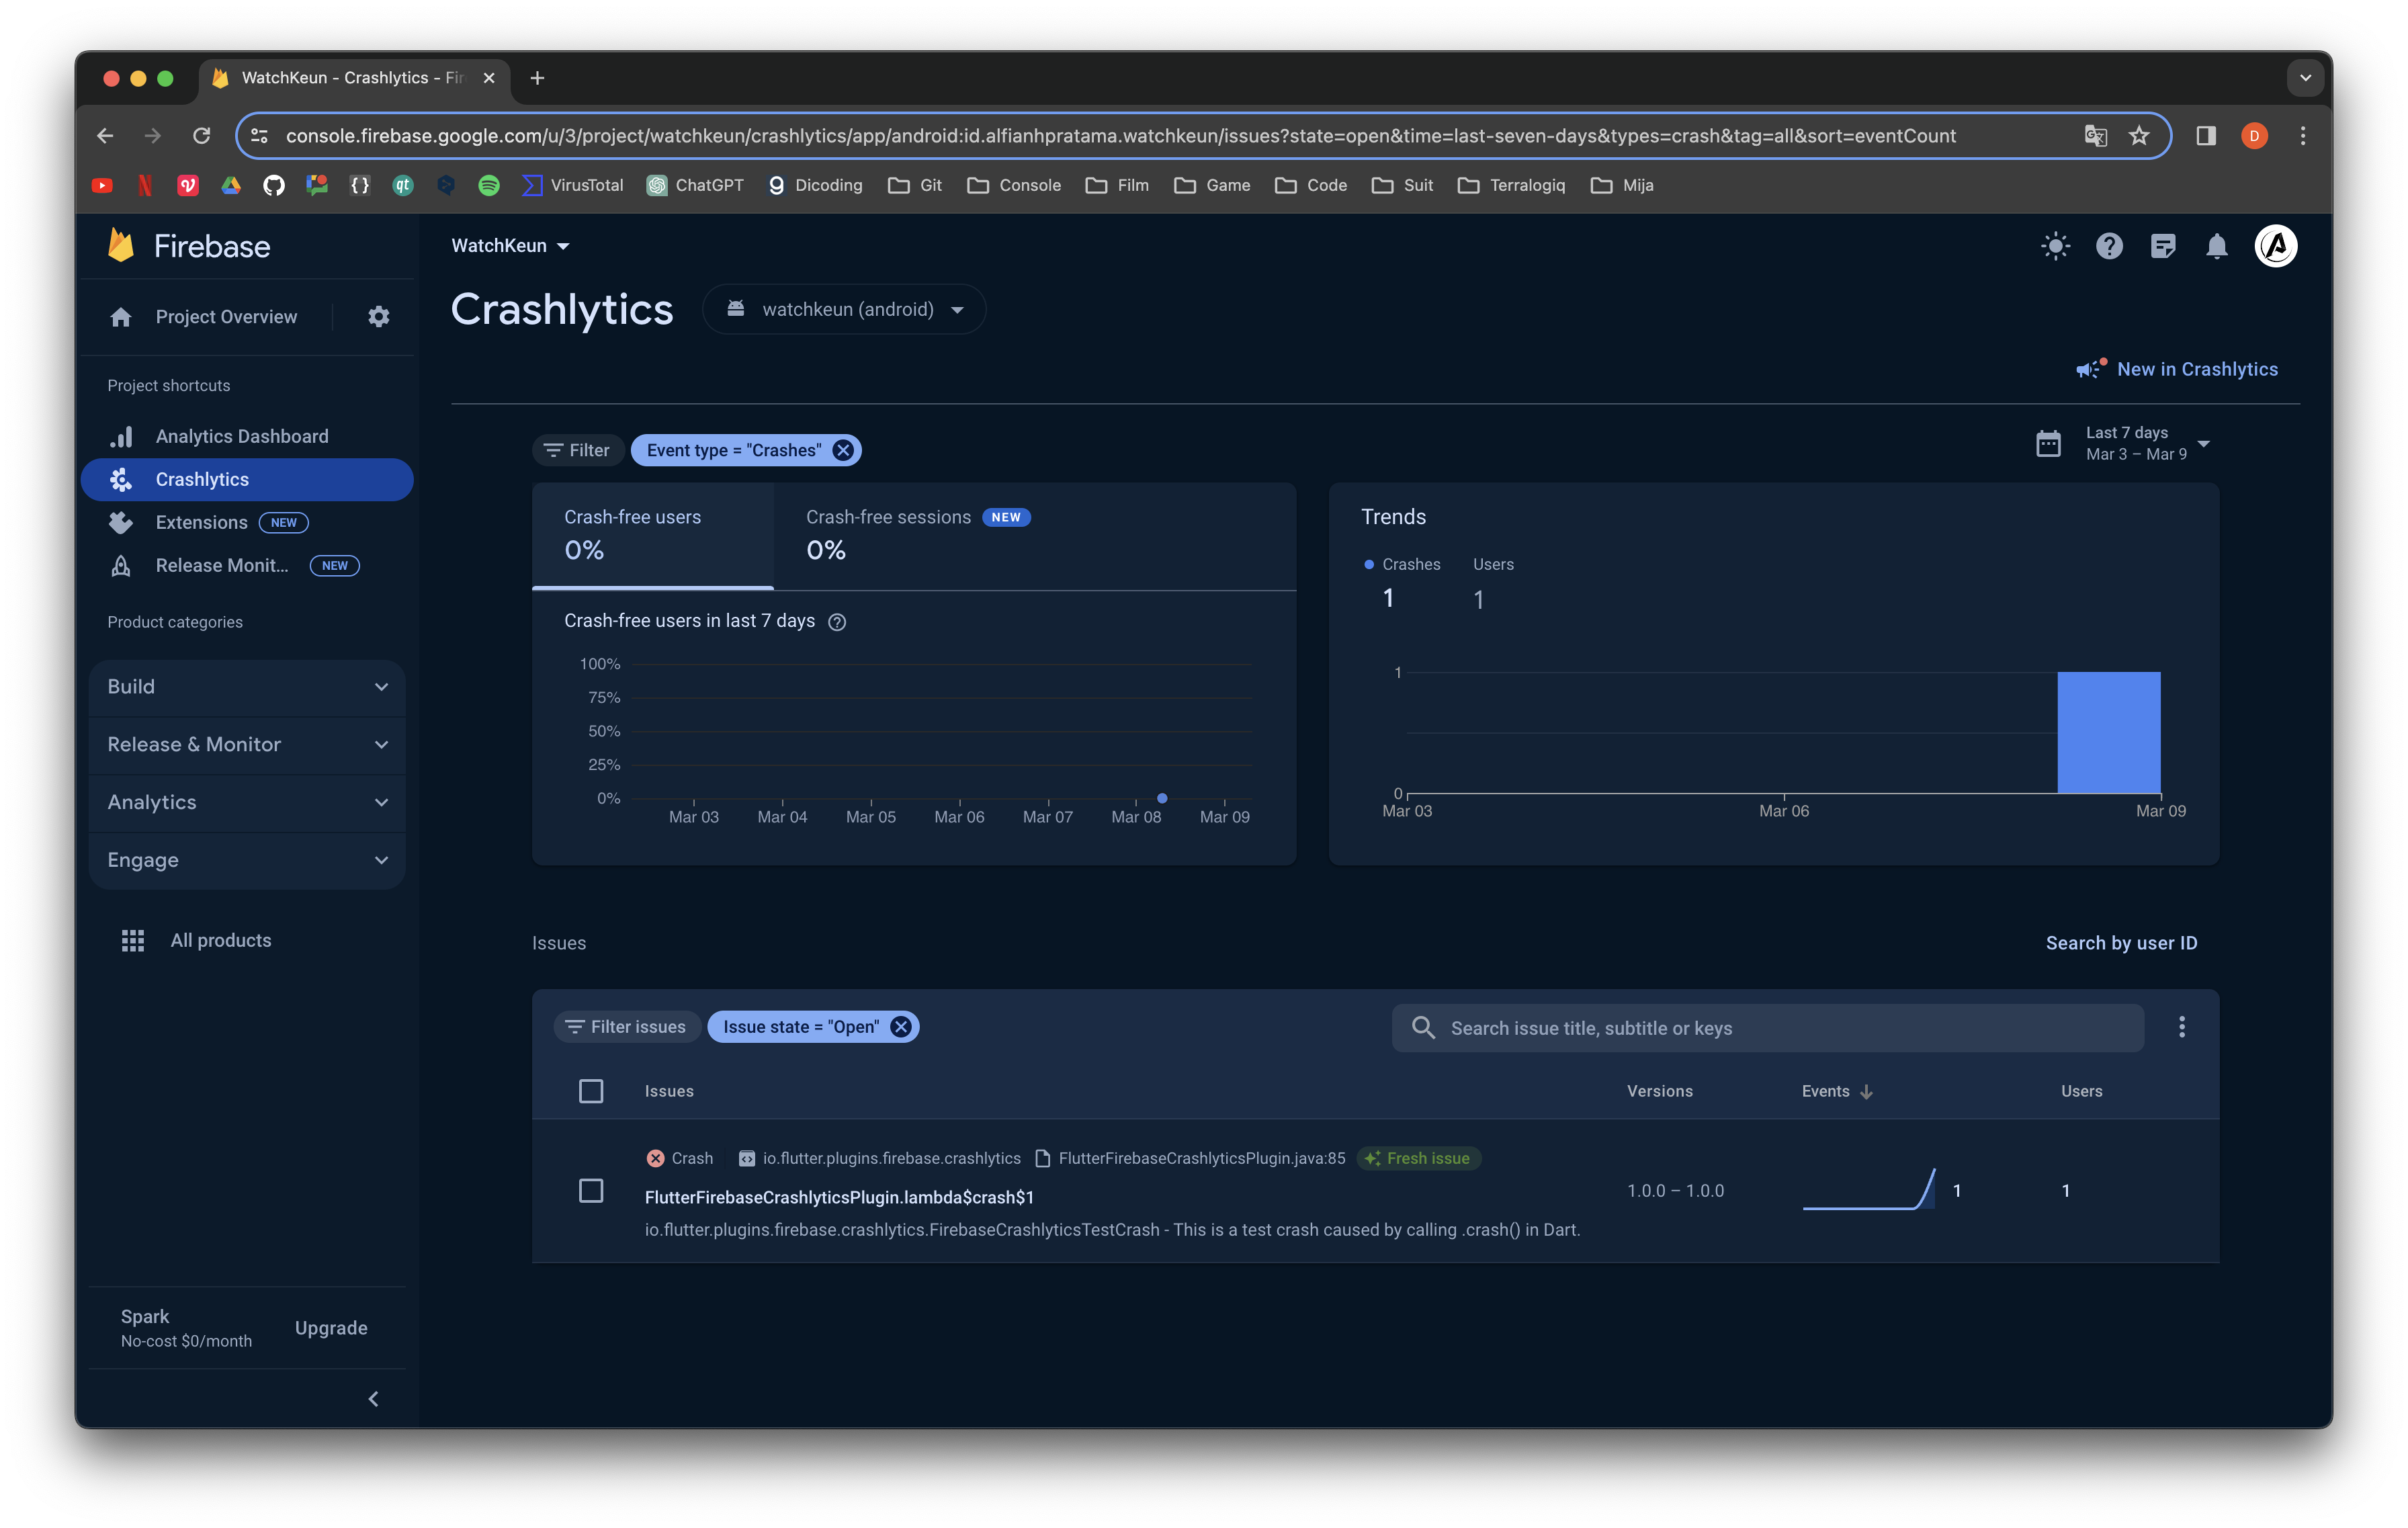 WatchKeun - Crashlytics - Fir
console.firebase.google.com/u/3/project/watchkeun/crashlytics/app/android:id.alfianhpratama.watchkeun/issues?state=open&time=last-seven-days&types=crash&tag=all&sort=eventCount
D
VirusTotal ChatGPT Dicoding Git Console Film Game Code Suit Terralogiq Mija
Firebase
WatchKeun
Project Overview
Crashlytics
watchkeun (android)
New in Crashlytics
Project shortcuts
Analytics Dashboard
Crashlytics
Extensions NEW
Release Monit... NEW
Product categories
Build
Release & Monitor
Analytics
Engage
All products
Spark
No-cost $0/month
Upgrade
Filter
Event type = "Crashes"
Last 7 days
Mar 3 – Mar 9
Crash-free users
0%
Crash-free sessions NEW
0%
Crash-free users in last 7 days
100%
75%
50%
25%
0%
Mar 03 Mar 04 Mar 05 Mar 06 Mar 07 Mar 08 Mar 09
Trends
Crashes Users
1 1
1
0
Mar 03 Mar 06 Mar 09
Issues
Search by user ID
Filter issues
Issue state = "Open"
Search issue title, subtitle or keys
Issues Versions Events Users
Crash io.flutter.plugins.firebase.crashlytics FlutterFirebaseCrashlyticsPlugin.java:85 Fresh issue
FlutterFirebaseCrashlyticsPlugin.lambda$crash$1
io.flutter.plugins.firebase.crashlytics.FirebaseCrashlyticsTestCrash - This is a test crash caused by calling .crash() in Dart.
1.0.0 – 1.0.0
1
1